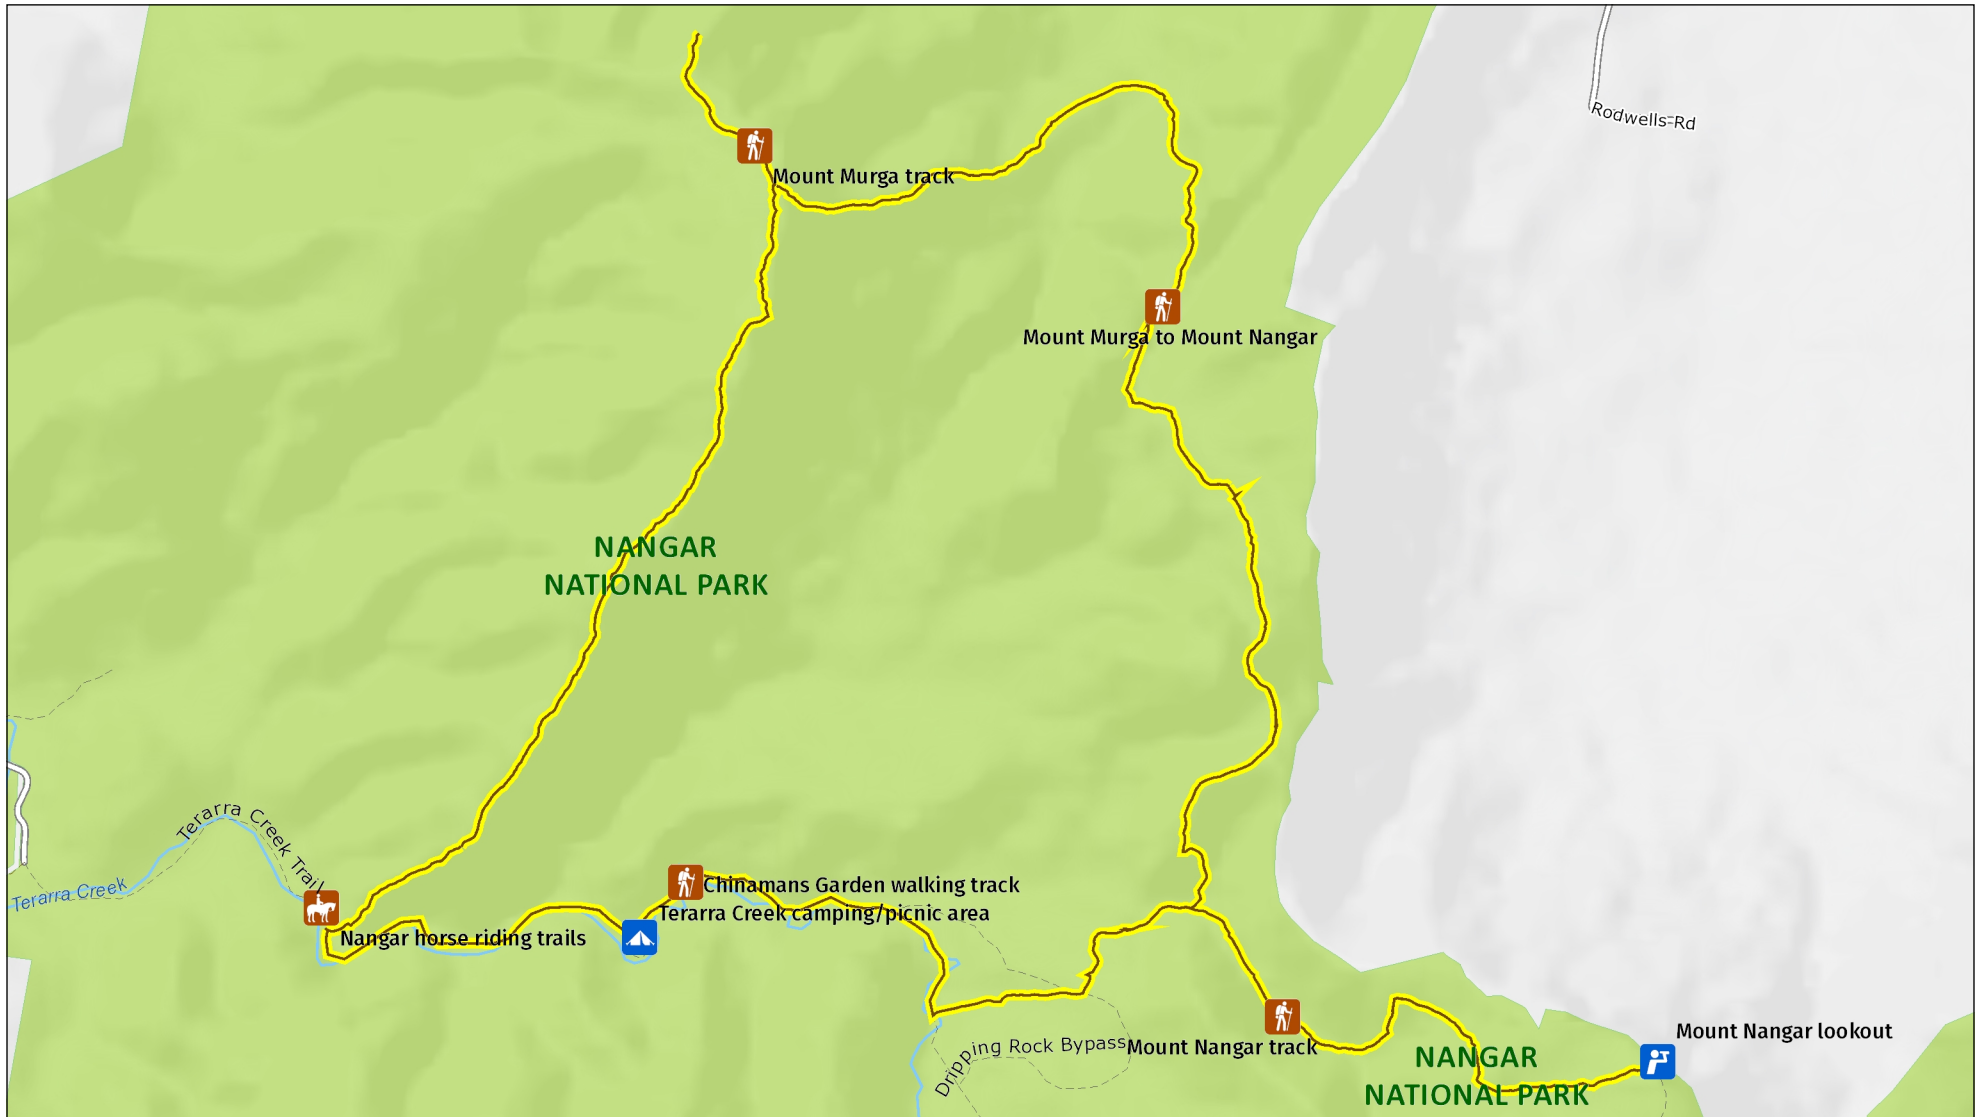 Rodwells Rd
Mount Murga track
Mount Murga to Mount Nangar
NANGAR
NATIONAL PARK
Terarra Creek Trail
Terarra Creek
Chinamans Garden walking track
Terarra Creek camping/picnic area
Nangar horse riding trails
Mount Nangar lookout
Dripping Rock Bypass
Mount Nangar track
NANGAR
NATIONAL PARK